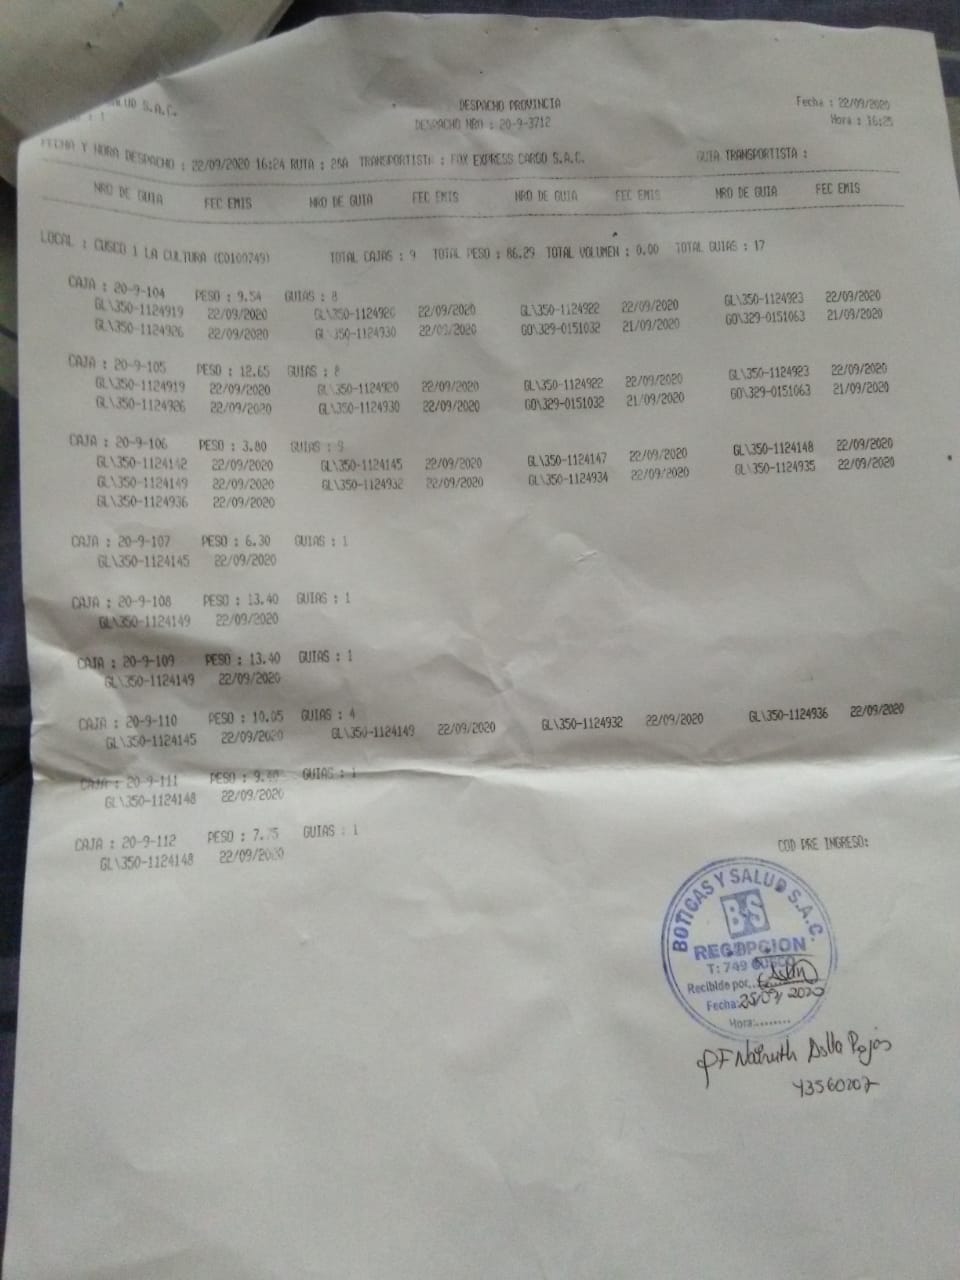 SALUD S.A.C. DESPACHO PROVINCIA Fecha : 22/09/2020
: 1 DESPACHO NRO : 20-9-3712 Hora : 16:25
FECHA Y HORA DESPACHO : 22/09/2020 16:24 RUTA : 28A TRANSPORTISTA : FOX EXPRESS CARGO S.A.C. GUIA TRANSPORTISTA :
NRO DE GUIA FEC EMIS NRO DE GUIA FEC EMIS NRO DE GUIA FEC EMIS NRO DE GUIA FEC EMIS
LOCAL : CUSCO 1 LA CULTURA (C0100749) TOTAL CAJAS : 9 TOTAL PESO : 86.29 TOTAL VOLUMEN : 0.00 TOTAL GUIAS : 17
CAJA : 20-9-104 PESO : 9.54 GUIAS : 8
GL\350-1124919 22/09/2020 GL\350-1124920 22/09/2020 GL\350-1124922 22/09/2020 GL\350-1124923 22/09/2020
GL\350-1124926 22/09/2020 GL\350-1124930 22/09/2020 GO\329-0151032 21/09/2020 GO\329-0151063 21/09/2020
CAJA : 20-9-105 PESO : 12.65 GUIAS : 8
GL\350-1124919 22/09/2020 GL\350-1124920 22/09/2020 GL\350-1124922 22/09/2020 GL\350-1124923 22/09/2020
GL\350-1124926 22/09/2020 GL\350-1124930 22/09/2020 GO\329-0151032 21/09/2020 GO\329-0151063 21/09/2020
CAJA : 20-9-106 PESO : 3.80 GUIAS : 9
GL\350-1124142 22/09/2020 GL\350-1124145 22/09/2020 GL\350-1124147 22/09/2020 GL\350-1124148 22/09/2020
GL\350-1124149 22/09/2020 GL\350-1124932 22/09/2020 GL\350-1124934 22/09/2020 GL\350-1124935 22/09/2020
GL\350-1124936 22/09/2020
CAJA : 20-9-107 PESO : 6.30 GUIAS : 1
GL\350-1124145 22/09/2020
CAJA : 20-9-108 PESO : 13.40 GUIAS : 1
GL\350-1124149 22/09/2020
CAJA : 20-9-109 PESO : 13.40 GUIAS : 1
GL\350-1124149 22/09/2020
CAJA : 20-9-110 PESO : 10.05 GUIAS : 4
GL\350-1124145 22/09/2020 GL\350-1124149 22/09/2020 GL\350-1124932 22/09/2020 GL\350-1124936 22/09/2020
CAJA : 20-9-111 PESO : 9.40 GUIAS : 1
GL\350-1124148 22/09/2020
CAJA : 20-9-112 PESO : 7.75 GUIAS : 1
GL\350-1124148 22/09/2020
COD PRE INGRESO:
BOTICAS Y SALUD S.A.C.
B·S
RECEPCION
T: 749 CUSCO
Recibido por:
Fecha: 25/09/2020
Hora:........
43560207